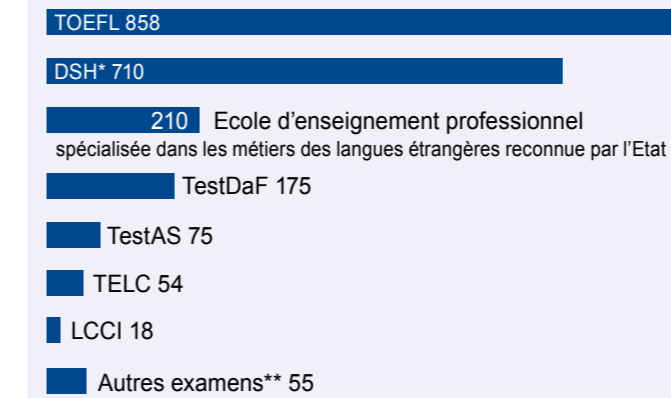 TOEFL 858
DSH* 710
210 Ecole d’enseignement professionnel
spécialisée dans les métiers des langues étrangères reconnue par l’Etat
TestDaF 175
TestAS 75
TELC 54
LCCI 18
Autres examens** 55